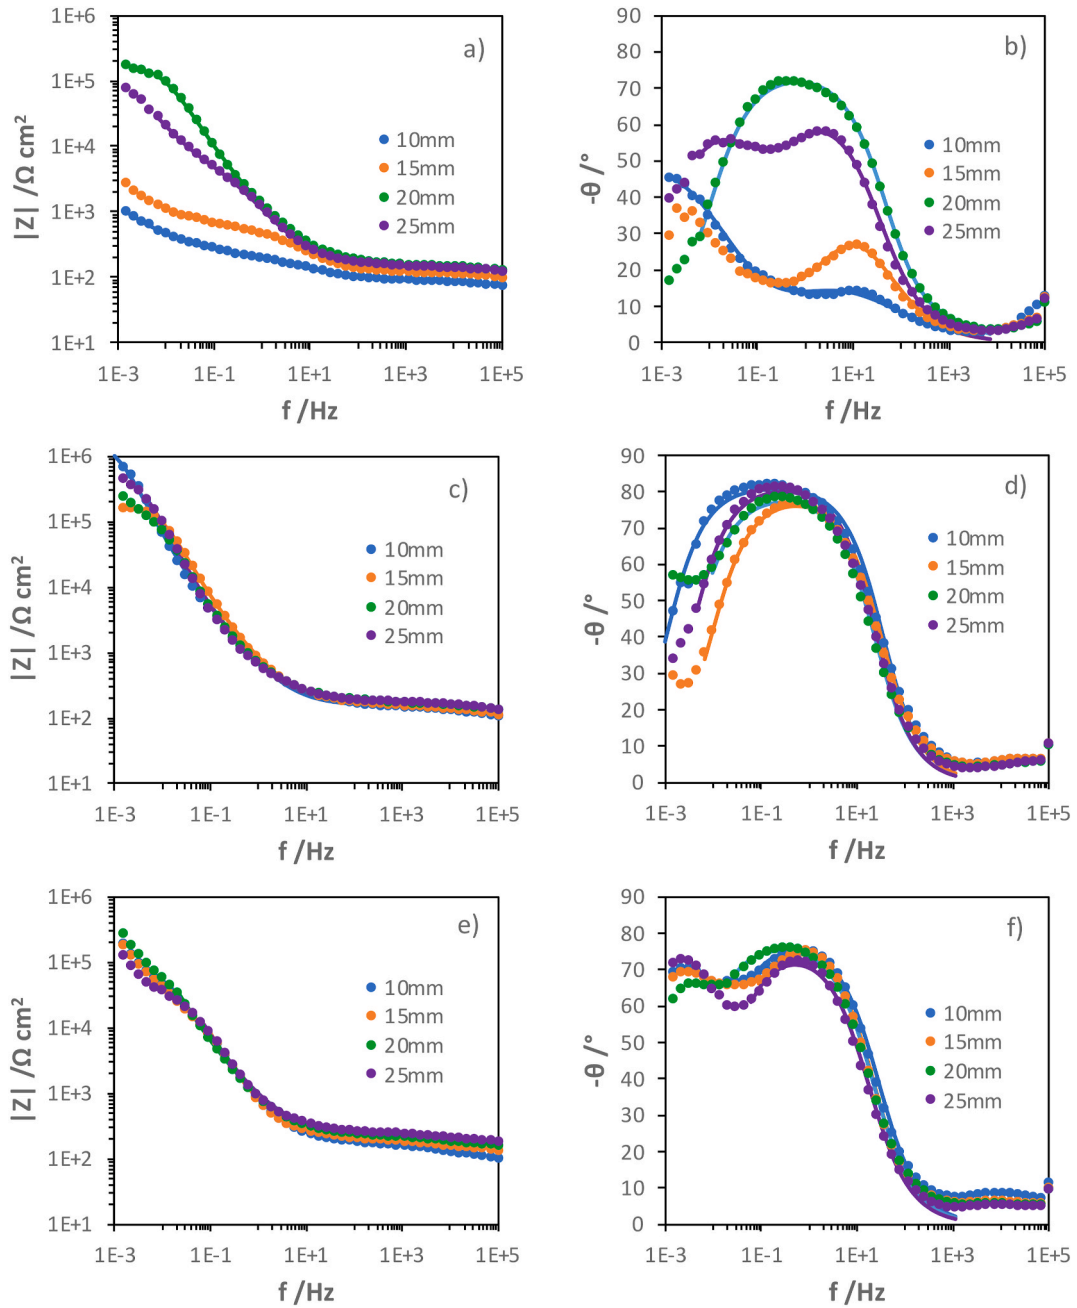 1E+6
1E+5
1E+4
1E+3
1E+2
1E+1
|Z| /Ω cm²
a)
10mm
15mm
20mm
25mm
1E-3 1E-1 1E+1 1E+3 1E+5
f /Hz
90
80
70
60
50
40
30
20
10
0
-θ /°
b)
10mm
15mm
20mm
25mm
1E-3 1E-1 1E+1 1E+3 1E+5
f /Hz
1E+6
1E+5
1E+4
1E+3
1E+2
1E+1
|Z| /Ω cm²
c)
10mm
15mm
20mm
25mm
1E-3 1E-1 1E+1 1E+3 1E+5
f /Hz
90
80
70
60
50
40
30
20
10
0
-θ /°
d)
10mm
15mm
20mm
25mm
1E-3 1E-1 1E+1 1E+3 1E+5
f /Hz
1E+6
1E+5
1E+4
1E+3
1E+2
1E+1
|Z| /Ω cm²
e)
10mm
15mm
20mm
25mm
1E-3 1E-1 1E+1 1E+3 1E+5
f /Hz
90
80
70
60
50
40
30
20
10
0
-θ /°
f)
10mm
15mm
20mm
25mm
1E-3 1E-1 1E+1 1E+3 1E+5
f /Hz